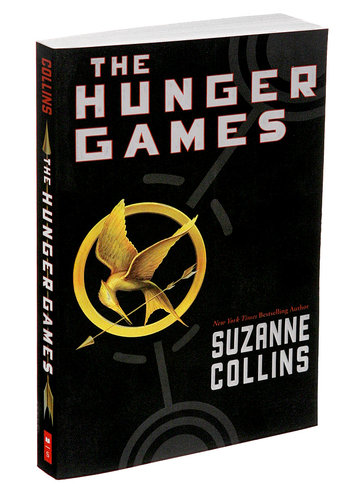 THE
HUNGER
GAMES
New York Times Bestselling Author
SUZANNE
COLLINS
COLLINS
THE HUNGER GAMES